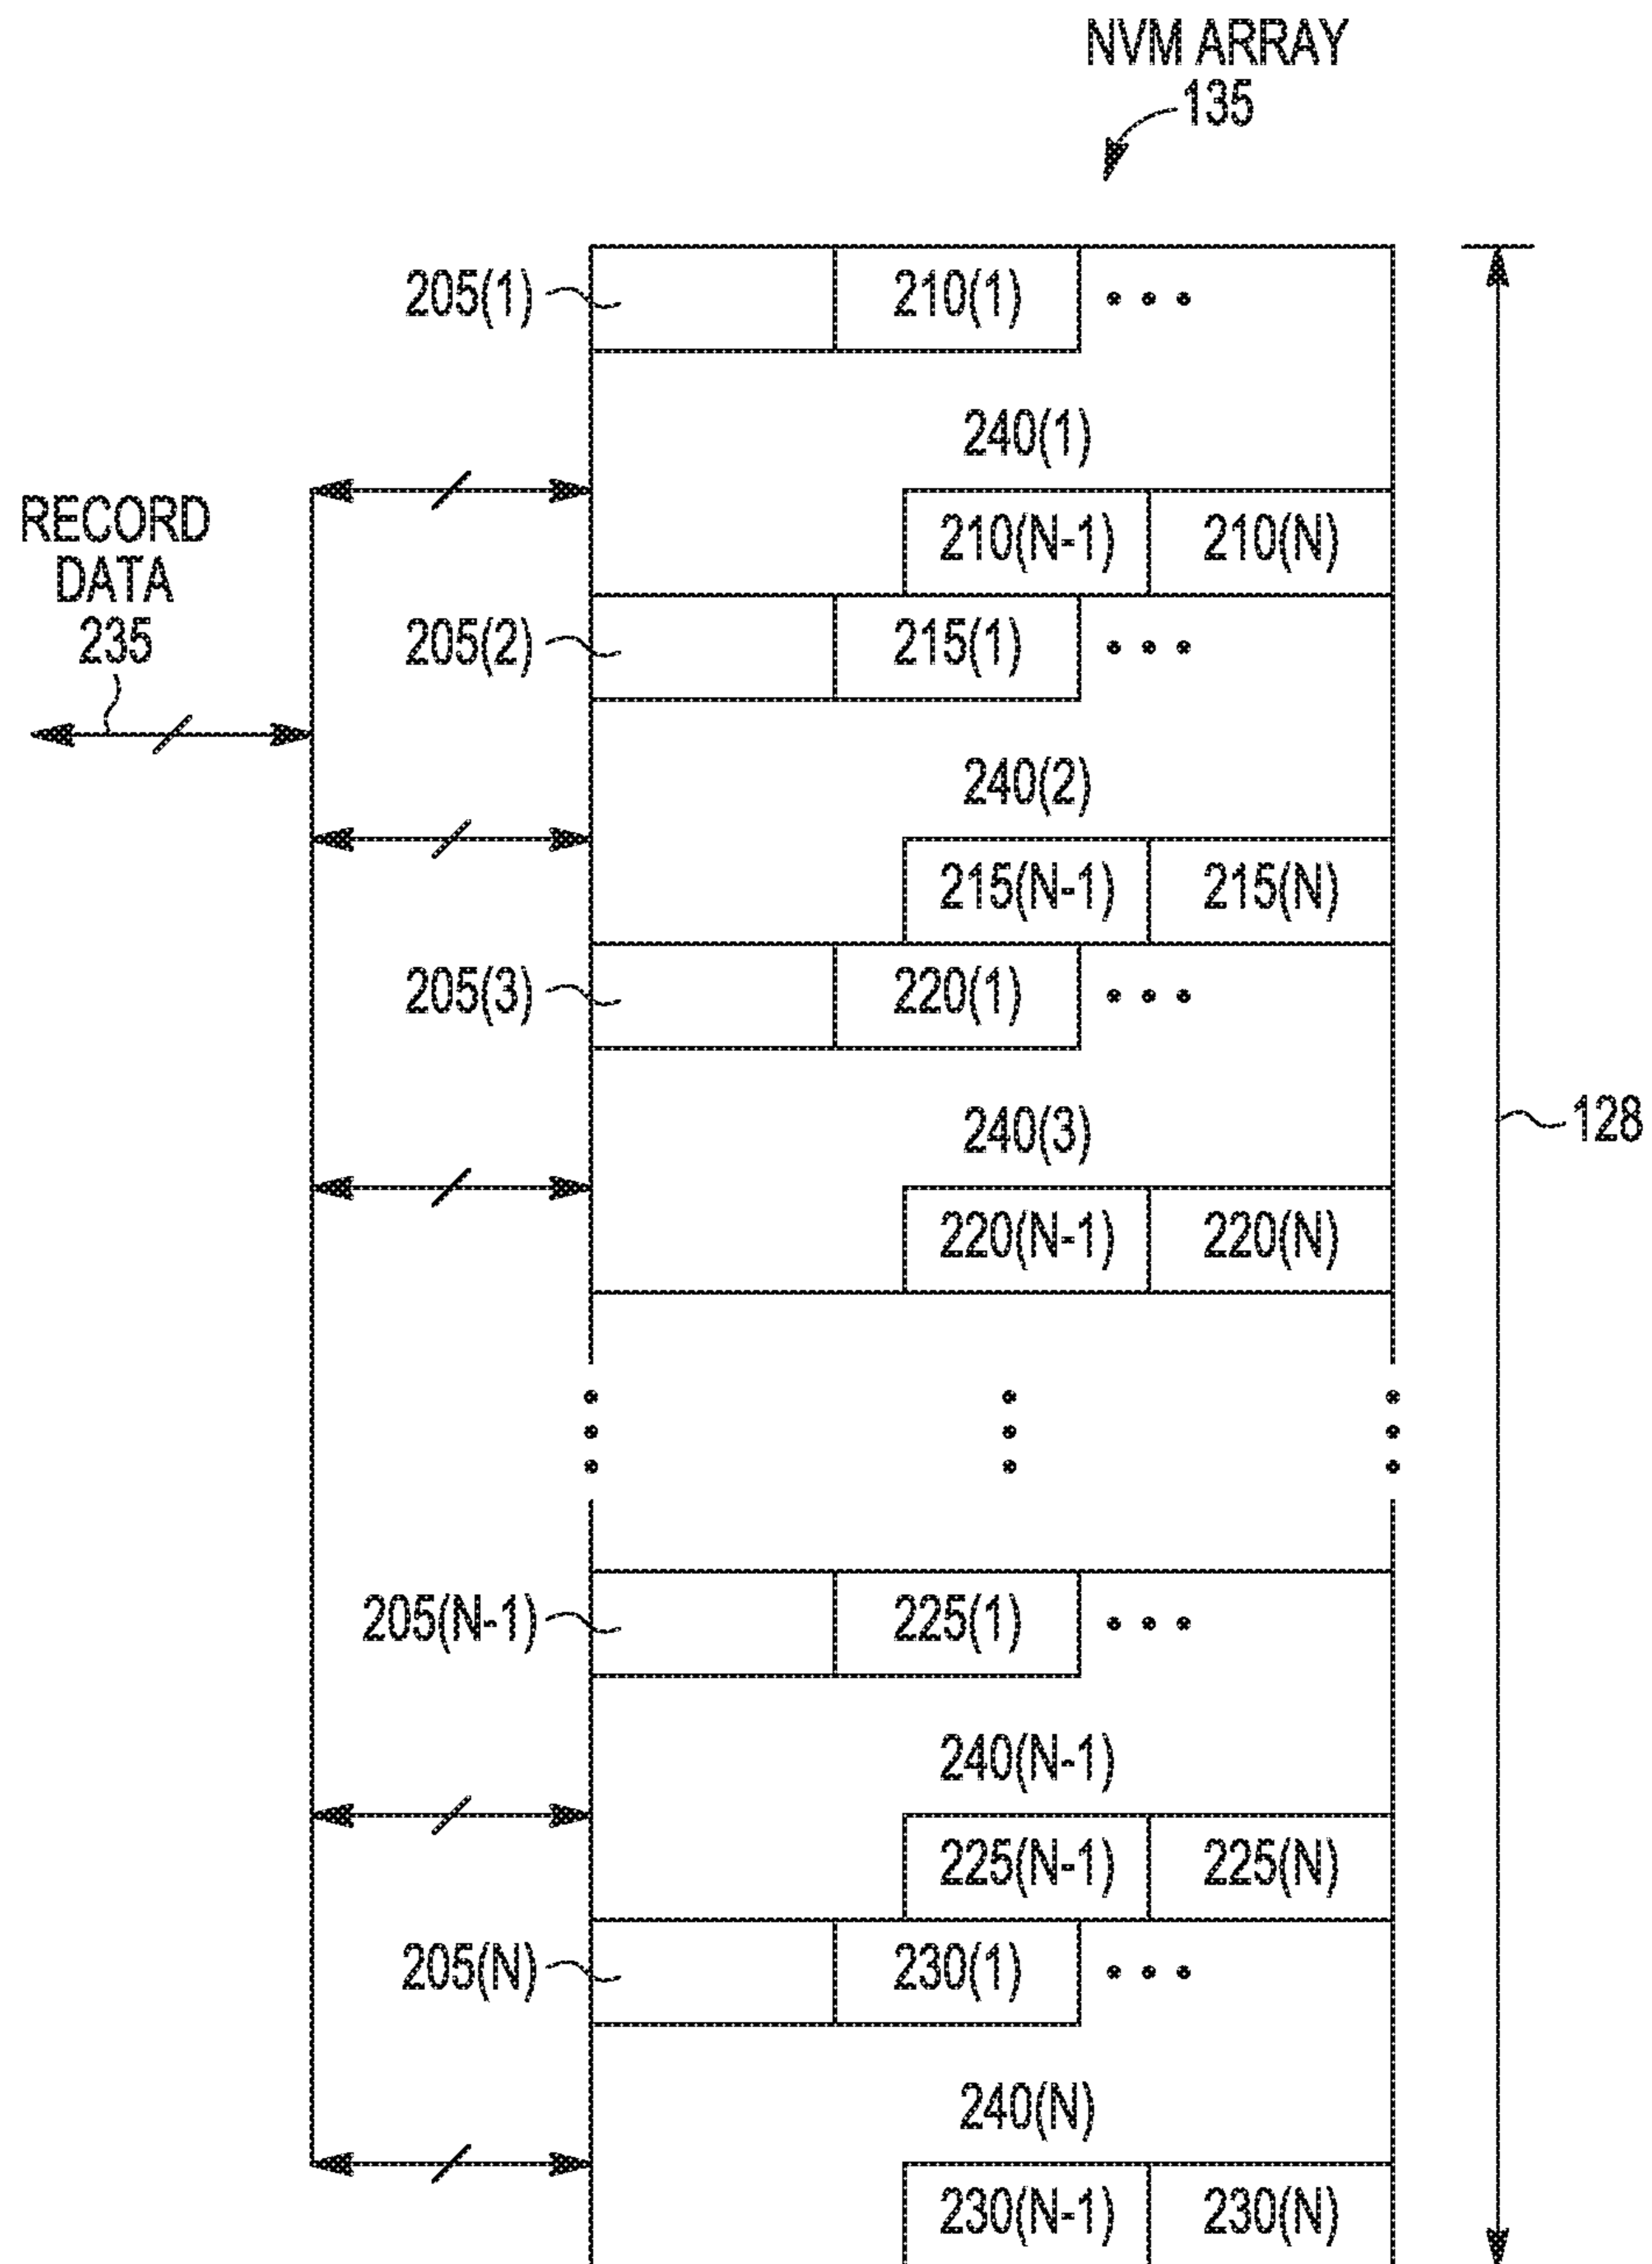 NVM ARRAY
135
205(1)
210(1)
240(1)
RECORD
DATA
235
210(N-1)
210(N)
205(2)
215(1)
240(2)
215(N-1)
215(N)
205(3)
220(1)
240(3)
128
220(N-1)
220(N)
205(N-1)
225(1)
240(N-1)
225(N-1)
225(N)
205(N)
230(1)
240(N)
230(N-1)
230(N)